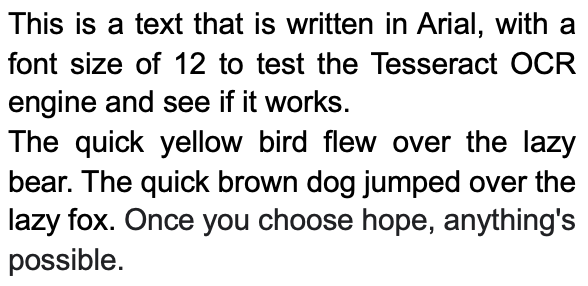 This is a text that is written in Arial, with a
font size of 12 to test the Tesseract OCR
engine and see if it works.
The quick yellow bird flew over the lazy
bear. The quick brown dog jumped over the
lazy fox. Once you choose hope, anything's
possible.